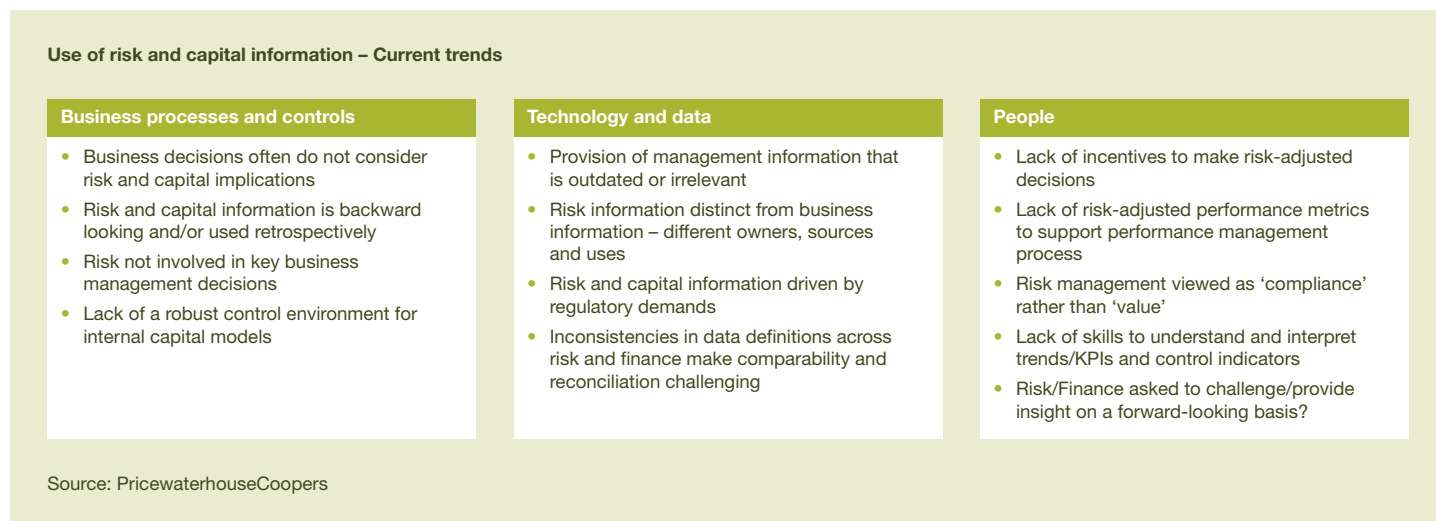 Use of risk and capital information – Current trends
Business processes and controls
• Business decisions often do not consider
risk and capital implications
• Risk and capital information is backward
looking and/or used retrospectively
• Risk not involved in key business
management decisions
• Lack of a robust control environment for
internal capital models
Technology and data
• Provision of management information that
is outdated or irrelevant
• Risk information distinct from business
information – different owners, sources
and uses
• Risk and capital information driven by
regulatory demands
• Inconsistencies in data definitions across
risk and finance make comparability and
reconciliation challenging
People
• Lack of incentives to make risk-adjusted
decisions
• Lack of risk-adjusted performance metrics
to support performance management
process
• Risk management viewed as ‘compliance’
rather than ‘value’
• Lack of skills to understand and interpret
trends/KPIs and control indicators
• Risk/Finance asked to challenge/provide
insight on a forward-looking basis?
Source: PricewaterhouseCoopers